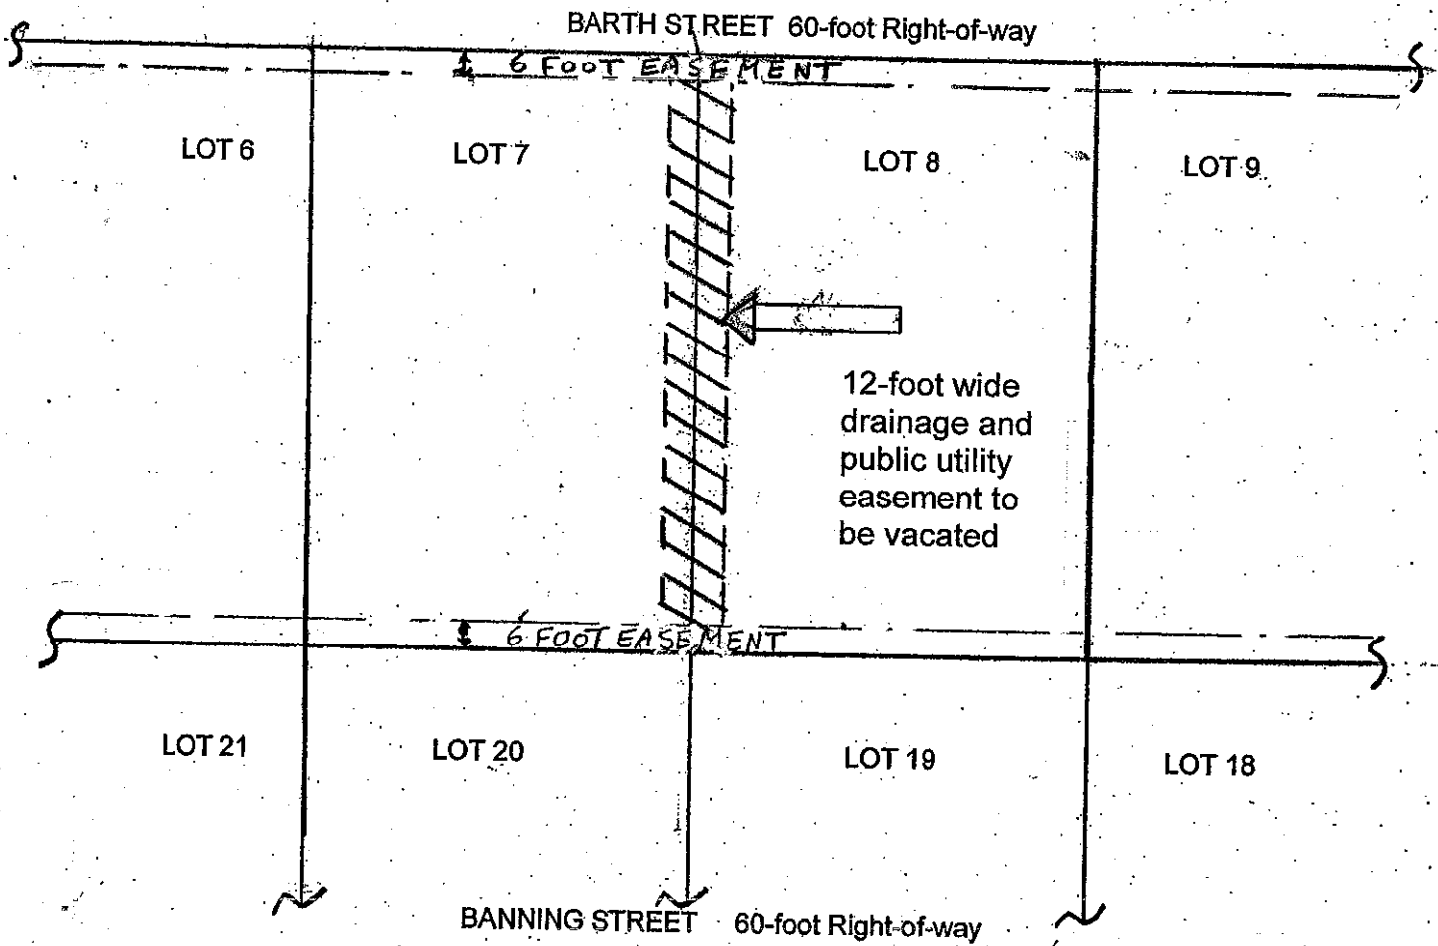 BARTH STREET 60-foot Right-of-way
6 FOOT EASEMENT
LOT 6
LOT 7
LOT 8
LOT 9
12-foot wide
drainage and
public utility
easement to
be vacated
6 FOOT EASEMENT
LOT 21
LOT 20
LOT 19
LOT 18
BANNING STREET 60-foot Right-of-way